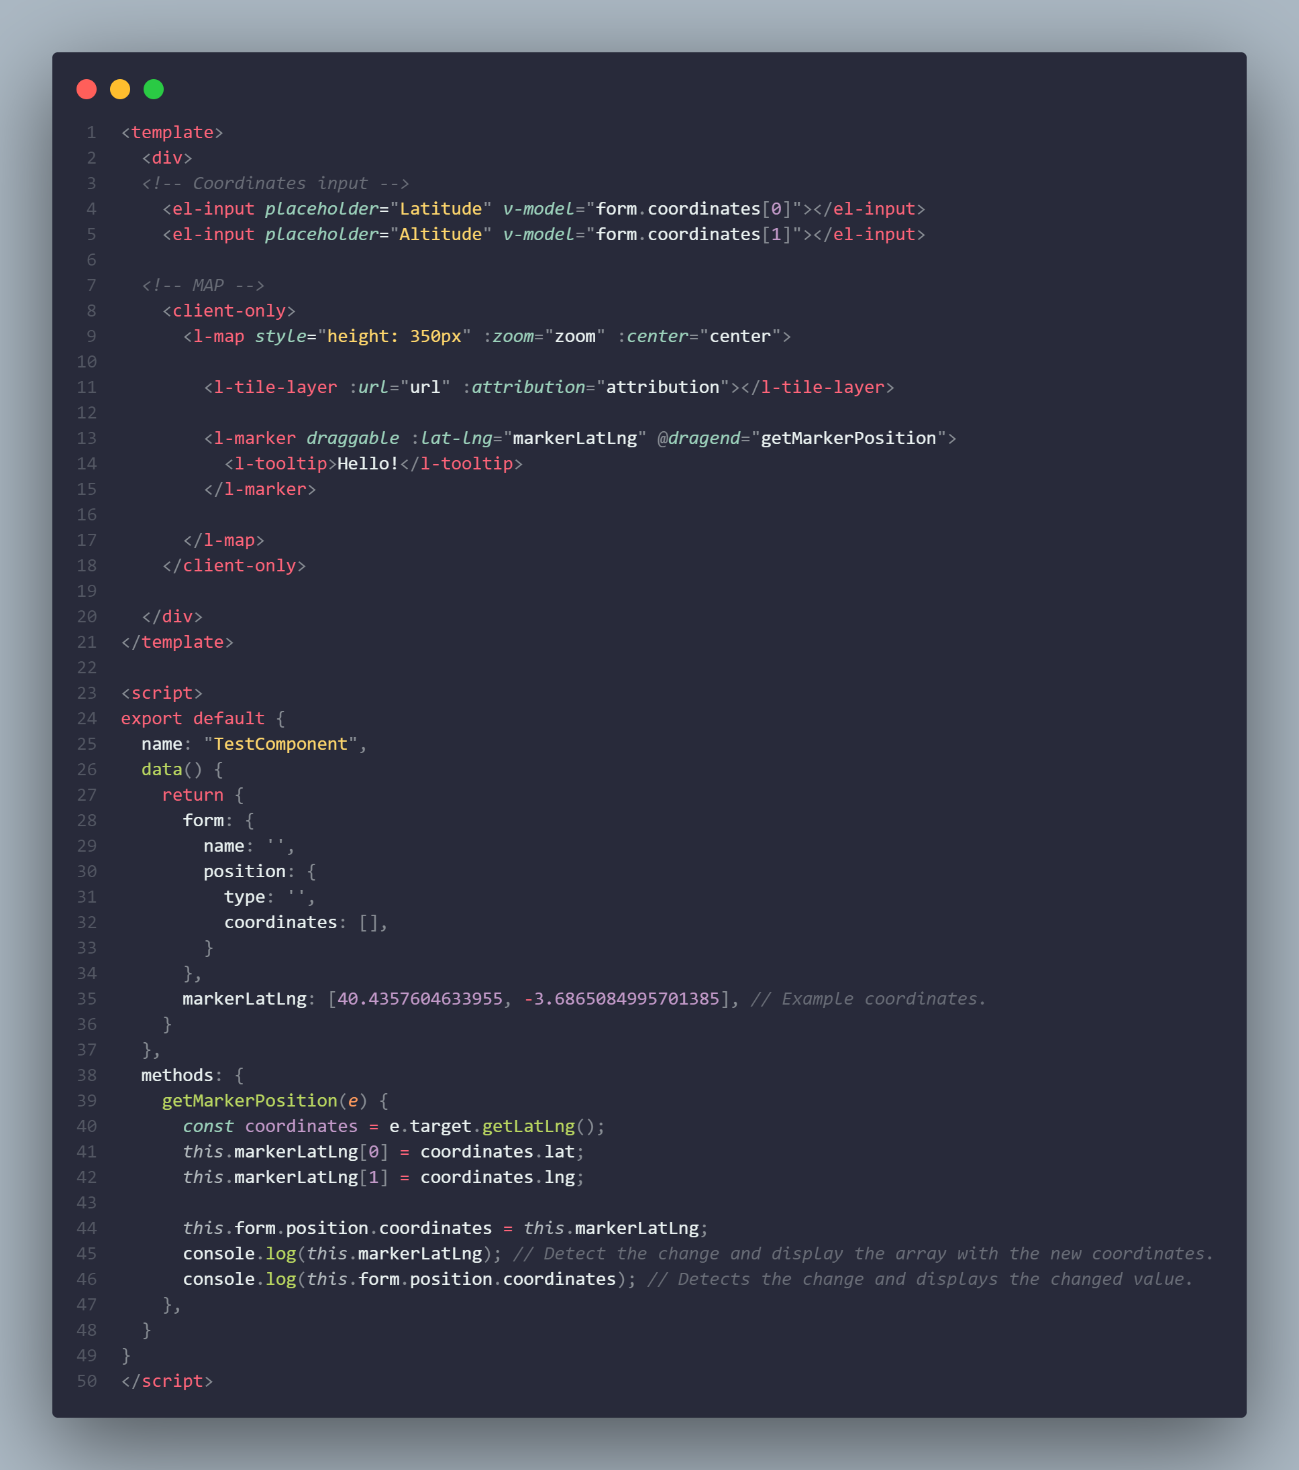 1 <template>
2   <div>
3   <!-- Coordinates input -->
4     <el-input placeholder="Latitude" v-model="form.coordinates[0]"></el-input>
5     <el-input placeholder="Altitude" v-model="form.coordinates[1]"></el-input>
6
7   <!-- MAP -->
8     <client-only>
9       <l-map style="height: 350px" :zoom="zoom" :center="center">
10
11         <l-tile-layer :url="url" :attribution="attribution"></l-tile-layer>
12
13         <l-marker draggable :lat-lng="markerLatLng" @dragend="getMarkerPosition">
14           <l-tooltip>Hello!</l-tooltip>
15         </l-marker>
16
17       </l-map>
18     </client-only>
19
20   </div>
21 </template>
22
23 <script>
24 export default {
25   name: "TestComponent",
26   data() {
27     return {
28       form: {
29         name: '',
30         position: {
31           type: '',
32           coordinates: [],
33         }
34       },
35       markerLatLng: [40.4357604633955, -3.6865084995701385], // Example coordinates.
36     }
37   },
38   methods: {
39     getMarkerPosition(e) {
40       const coordinates = e.target.getLatLng();
41       this.markerLatLng[0] = coordinates.lat;
42       this.markerLatLng[1] = coordinates.lng;
43
44       this.form.position.coordinates = this.markerLatLng;
45       console.log(this.markerLatLng); // Detect the change and display the array with the new coordinates.
46       console.log(this.form.position.coordinates); // Detects the change and displays the changed value.
47     },
48   }
49 }
50 </script>